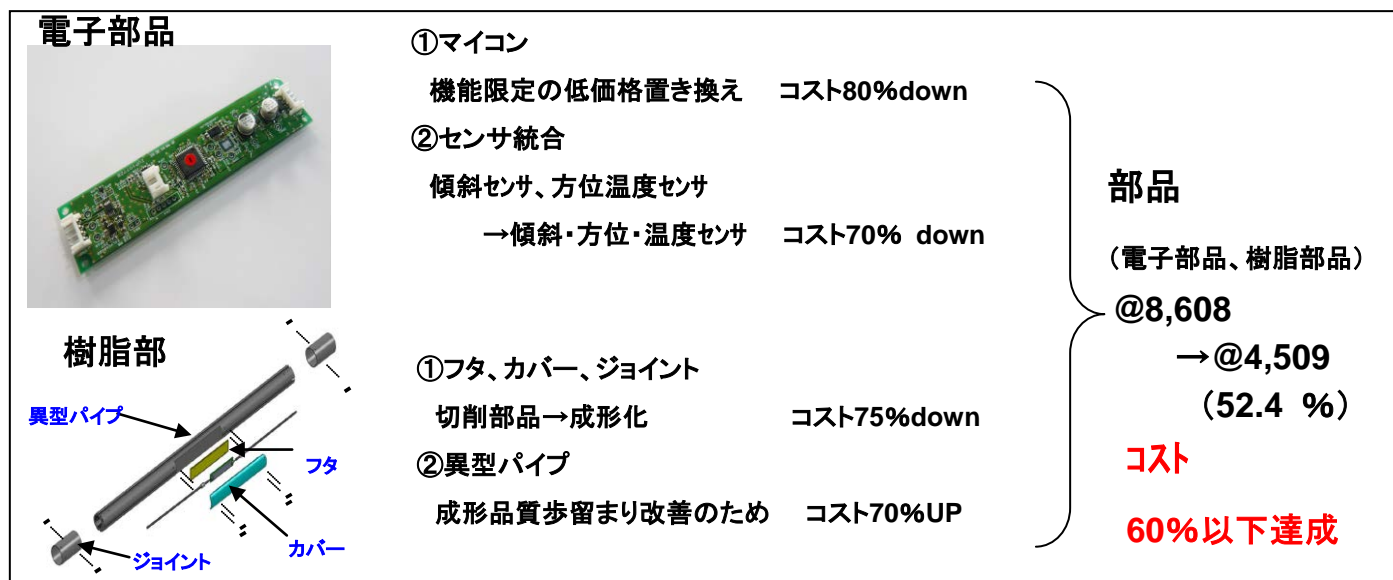 電子部品
①マイコン
機能限定の低価格置き換え コスト80%down
②センサ統合
傾斜センサ、方位温度センサ
→傾斜・方位・温度センサ コスト70% down
樹脂部
異型パイプ
フタ
カバー
ジョイント
①フタ、カバー、ジョイント
切削部品→成形化 コスト75%down
②異型パイプ
成形品質歩留まり改善のため コスト70%UP
部品
（電子部品、樹脂部品）
@8,608
→@4,509
（52.4 %）
コスト
60%以下達成